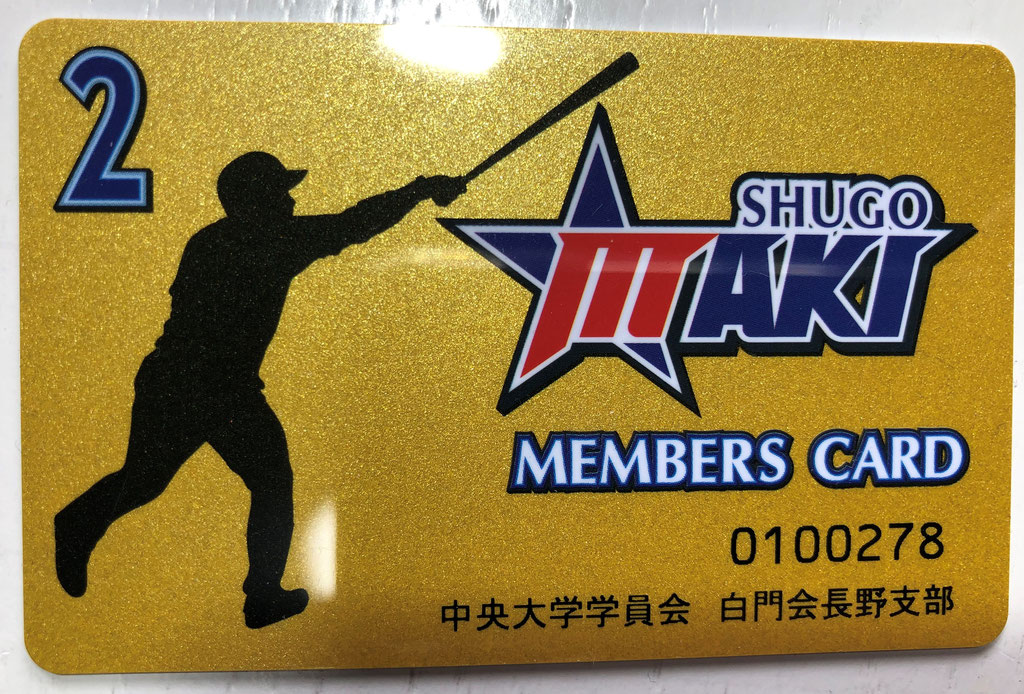 2
SHUGO
MAKI
MEMBERS CARD
0100278
中央大学学員会 白門会長野支部